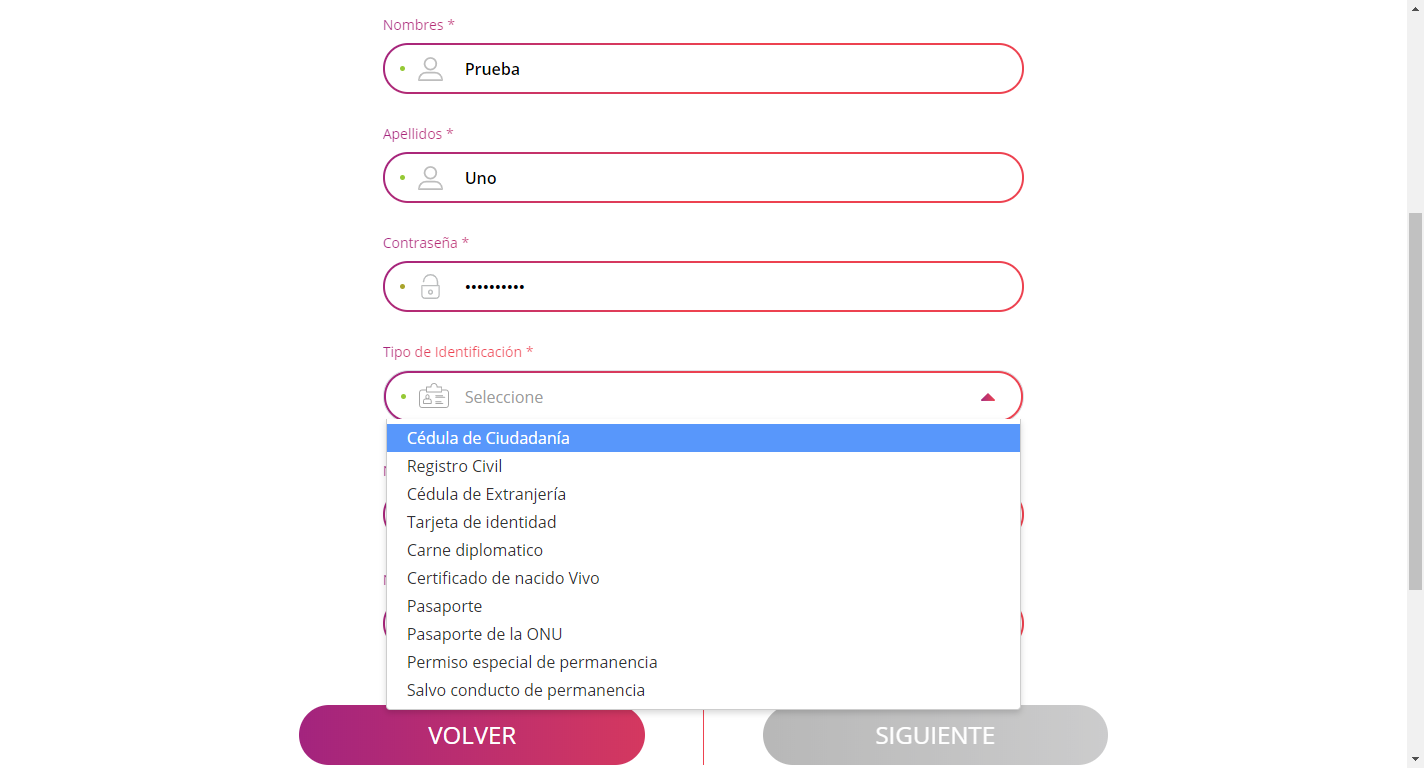 Nombres *
Prueba
Apellidos *
Uno
Contraseña *
••••••••••
Tipo de Identificación *
Seleccione
Cédula de Ciudadanía
Registro Civil
Cédula de Extranjería
Tarjeta de identidad
Carne diplomatico
Certificado de nacido Vivo
Pasaporte
Pasaporte de la ONU
Permiso especial de permanencia
Salvo conducto de permanencia
VOLVER
SIGUIENTE